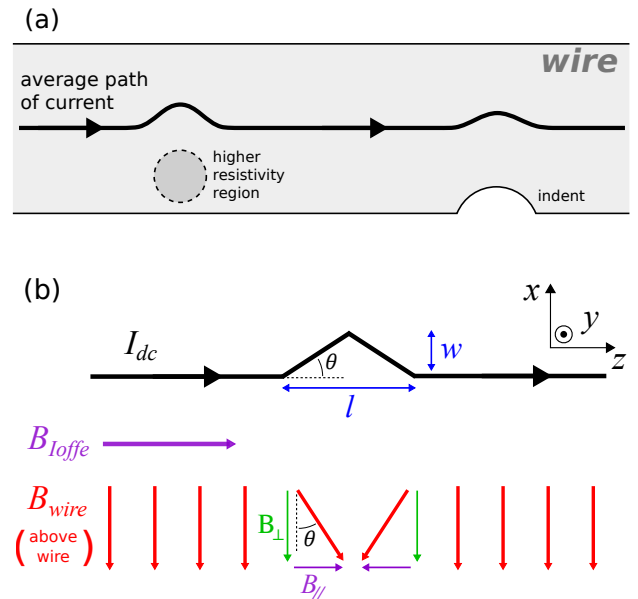 (a)
wire
average path
of current
higher
resistivity
region
indent
(b)
x
y
z
I_dc
θ
w
l
B_Ioffe
B_wire
(above
wire)
B_⊥
θ
B_//